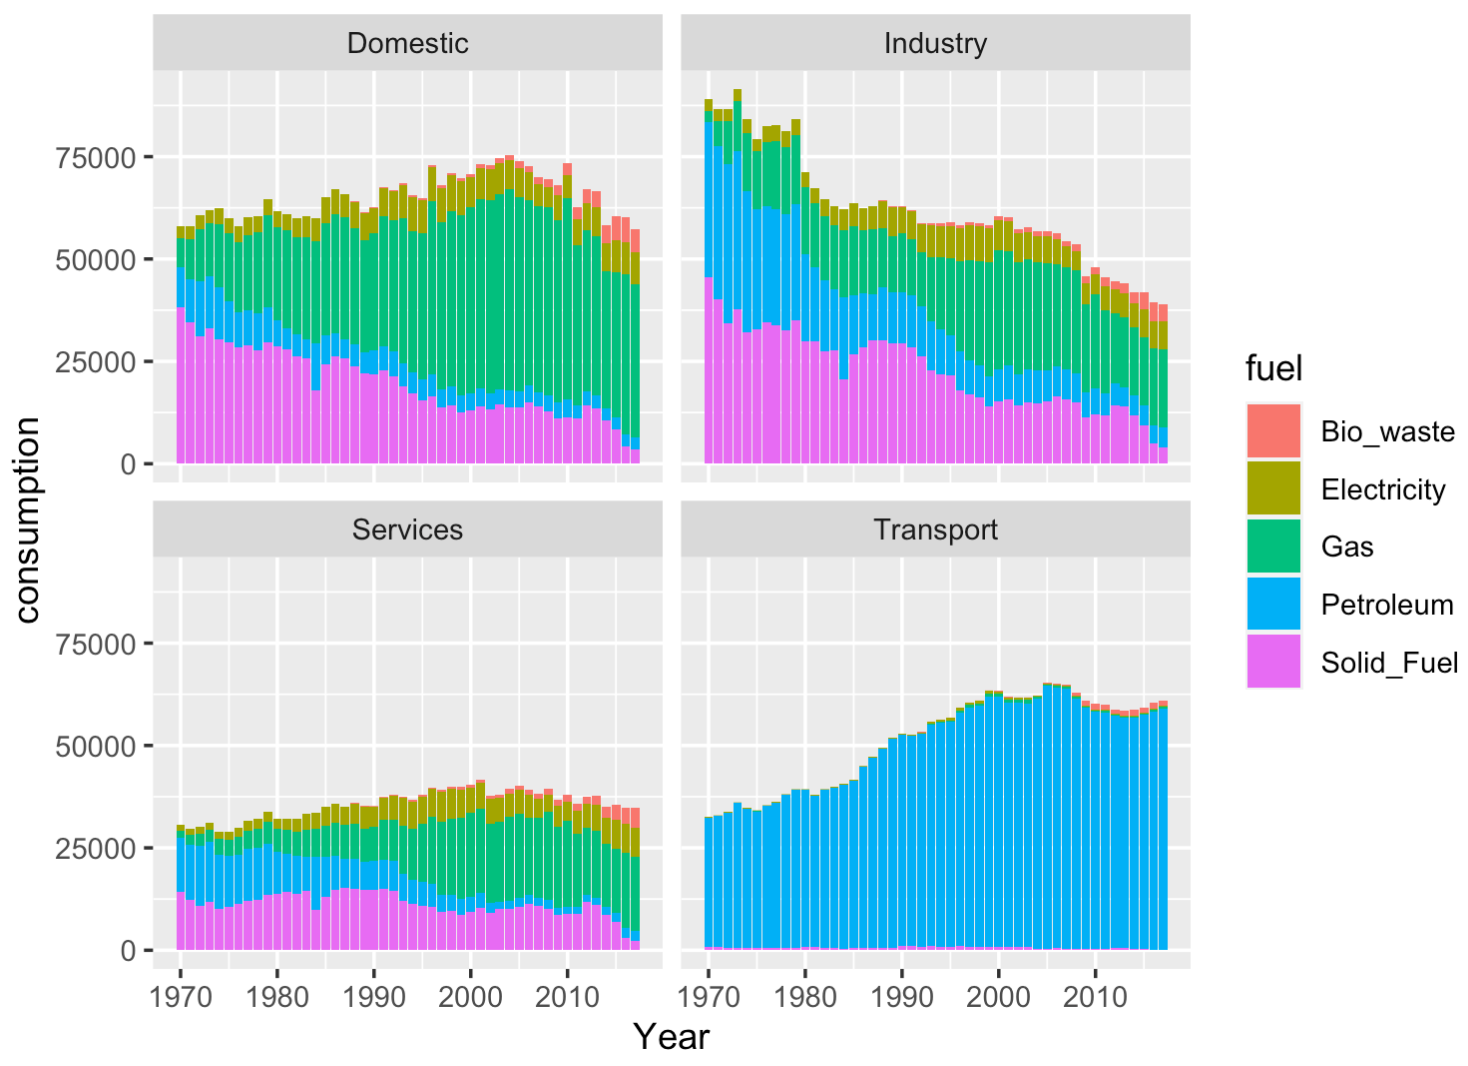 Domestic
Industry
75000
50000
25000
0
Services
Transport
75000
50000
25000
0
1970 1980 1990 2000 2010
1970 1980 1990 2000 2010
Year
consumption
fuel
Bio_waste
Electricity
Gas
Petroleum
Solid_Fuel